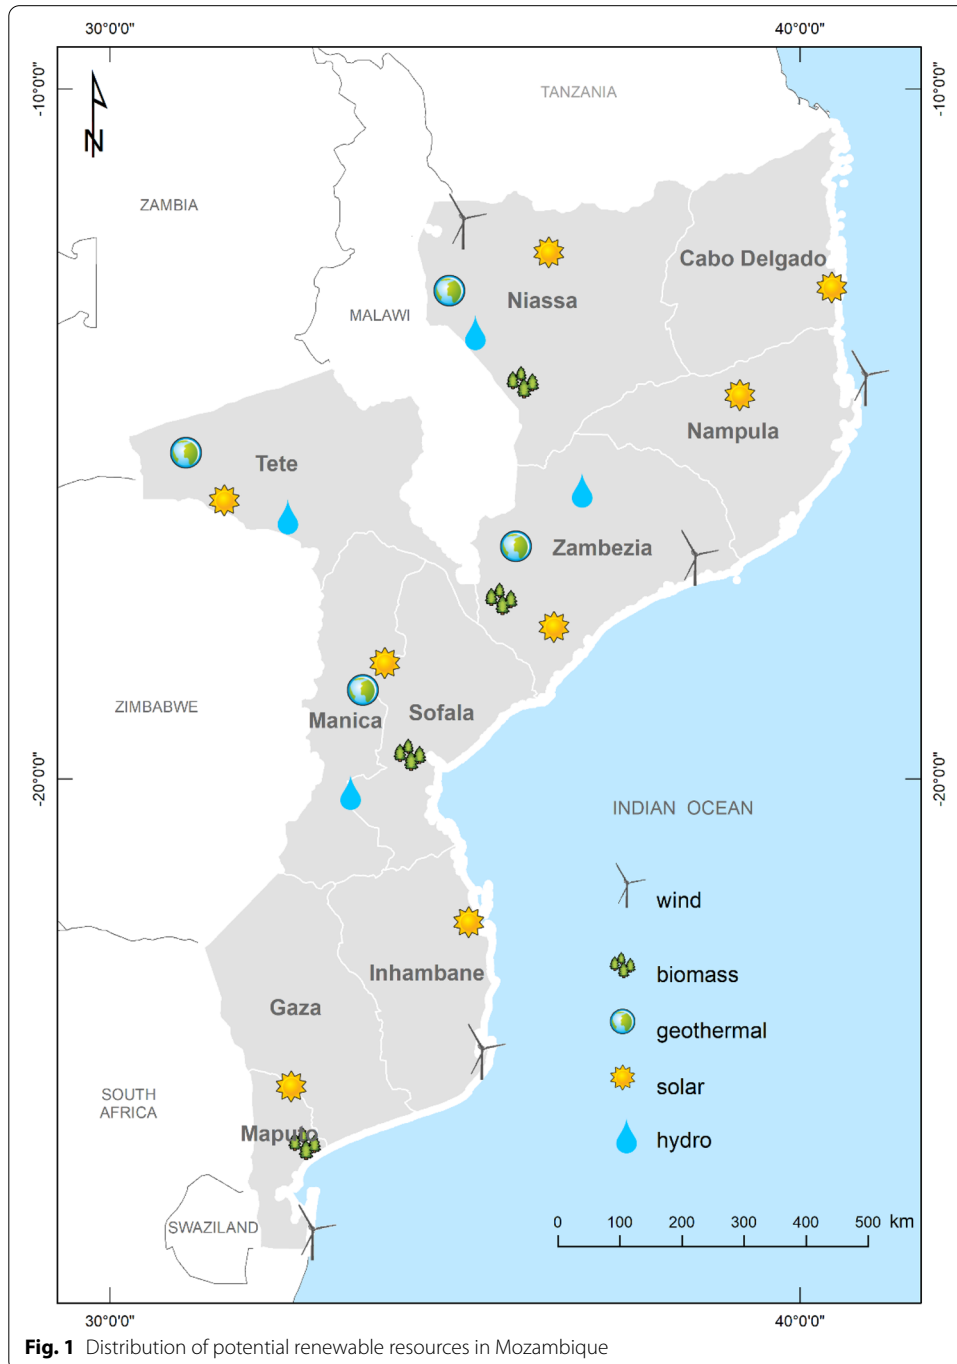 30°0'0"
40°0'0"
-10°0'0"
-10°0'0"
N
TANZANIA
ZAMBIA
Cabo Delgado
Niassa
MALAWI
Nampula
Tete
Zambezia
ZIMBABWE
Manica
Sofala
-20°0'0"
-20°0'0"
INDIAN OCEAN
wind
Inhambane
biomass
Gaza
geothermal
solar
SOUTH
AFRICA
Maputo
hydro
SWAZILAND
0 100 200 300 400 500 km
30°0'0"
40°0'0"
Fig. 1 Distribution of potential renewable resources in Mozambique